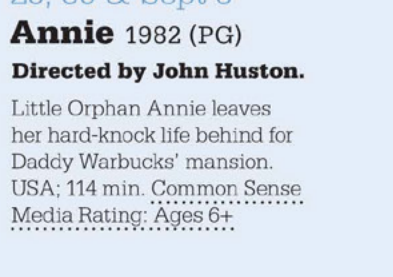 Annie 1982 (PG)
Directed by John Huston.
Little Orphan Annie leaves
her hard-knock life behind for
Daddy Warbucks' mansion.
USA; 114 min. Common Sense
Media Rating: Ages 6+